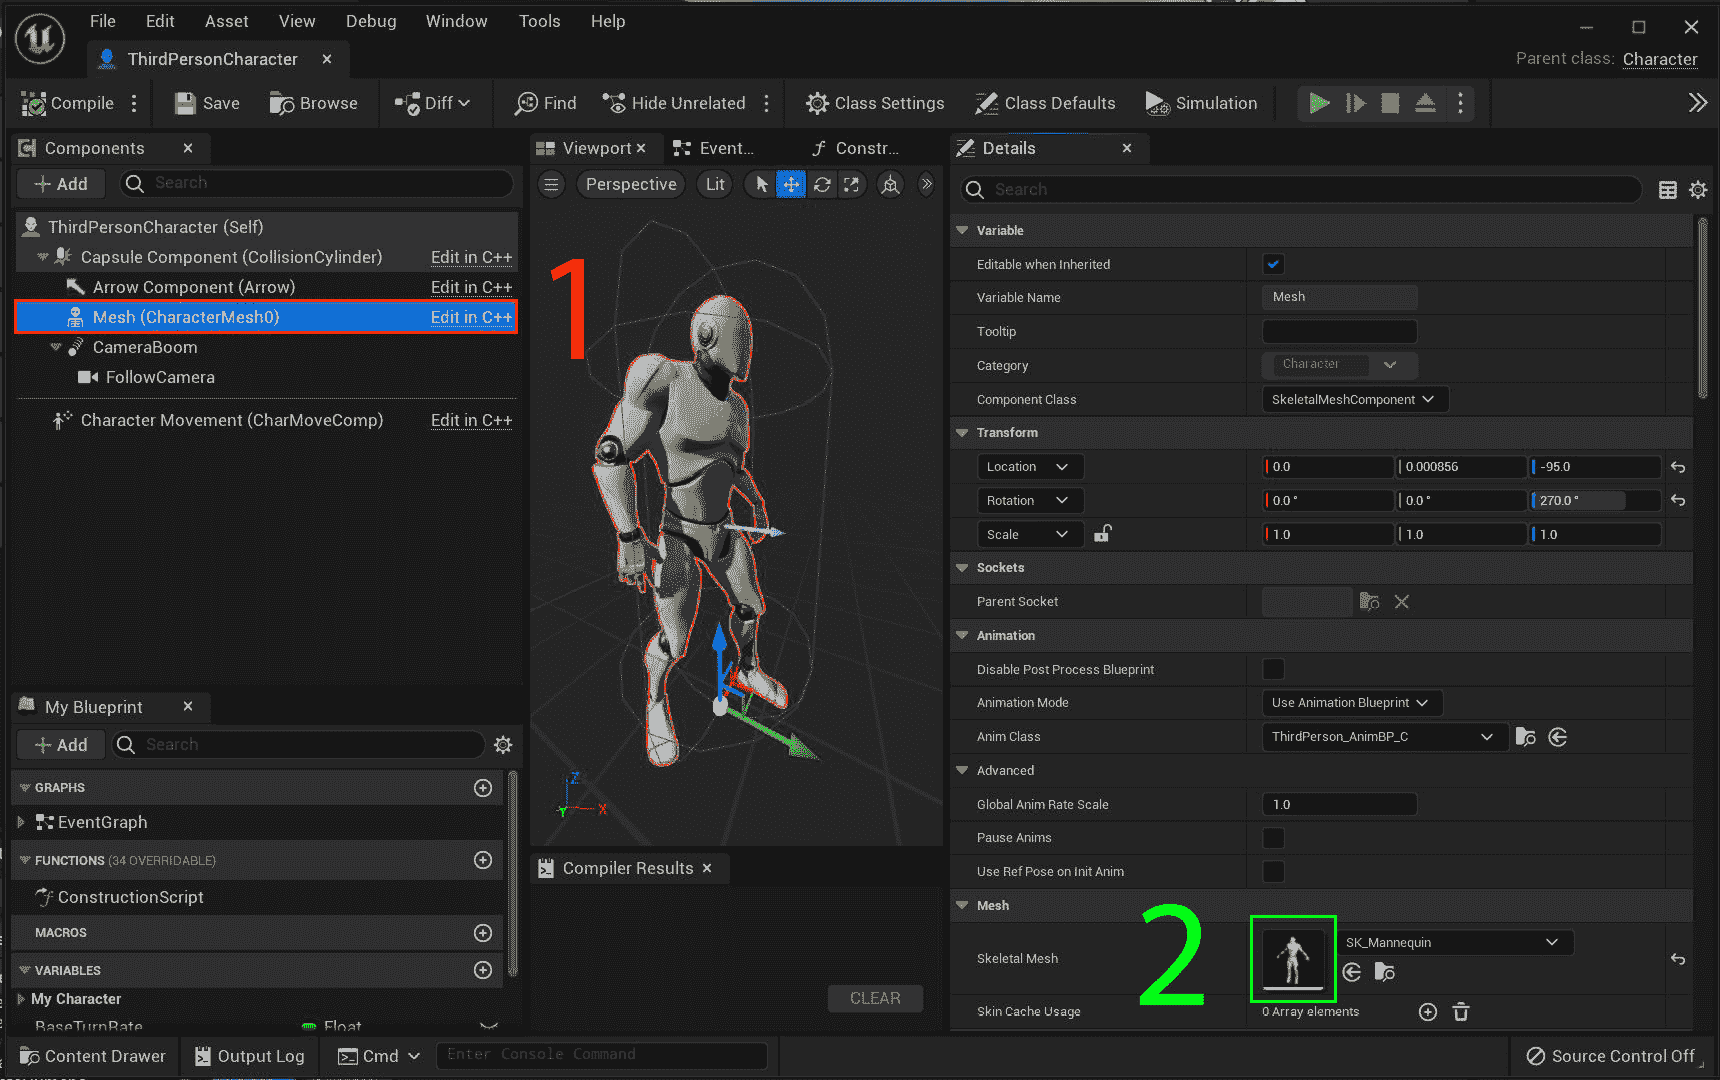 File Edit Asset View Debug Window Tools Help
ThirdPersonCharacter
Parent class: Character
Compile Save Browse Diff Find Hide Unrelated Class Settings Class Defaults Simulation
Components
Add Search
ThirdPersonCharacter (Self)
Capsule Component (CollisionCylinder) Edit in C++
Arrow Component (Arrow) Edit in C++
Mesh (CharacterMesh0) Edit in C++
CameraBoom
FollowCamera
Character Movement (CharMoveComp) Edit in C++
My Blueprint
Add Search
GRAPHS
EventGraph
FUNCTIONS (34 OVERRIDABLE)
ConstructionScript
MACROS
VARIABLES
My Character
BaseTurnRate Float
Viewport Event... Constr...
Perspective Lit
1
Z
X
Y
Compiler Results
CLEAR
Details
Search
Variable
Editable when Inherited
Variable Name Mesh
Tooltip
Category Character
Component Class SkeletalMeshComponent
Transform
Location 0.0 0.000856 -95.0
Rotation 0.0 ° 0.0 ° 270.0 °
Scale 1.0 1.0 1.0
Sockets
Parent Socket
Animation
Disable Post Process Blueprint
Animation Mode Use Animation Blueprint
Anim Class ThirdPerson_AnimBP_C
Advanced
Global Anim Rate Scale 1.0
Pause Anims
Use Ref Pose on Init Anim
Mesh
2
Skeletal Mesh SK_Mannequin
Skin Cache Usage 0 Array elements
Content Drawer Output Log Cmd Enter Console Command Source Control Off